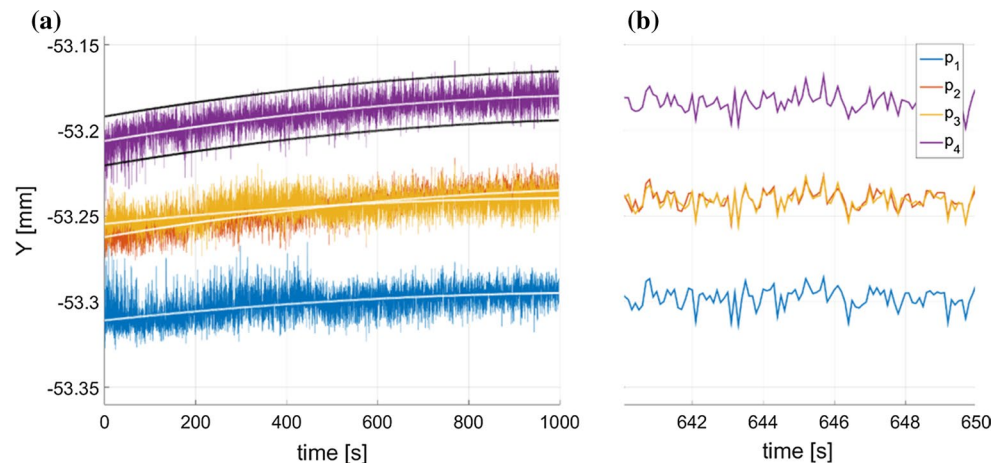 (a)
(b)
Y [mm]
-53.15
-53.2
-53.25
-53.3
-53.35
0 200 400 600 800 1000
time [s]
p1
p2
p3
p4
642 644 646 648 650
time [s]